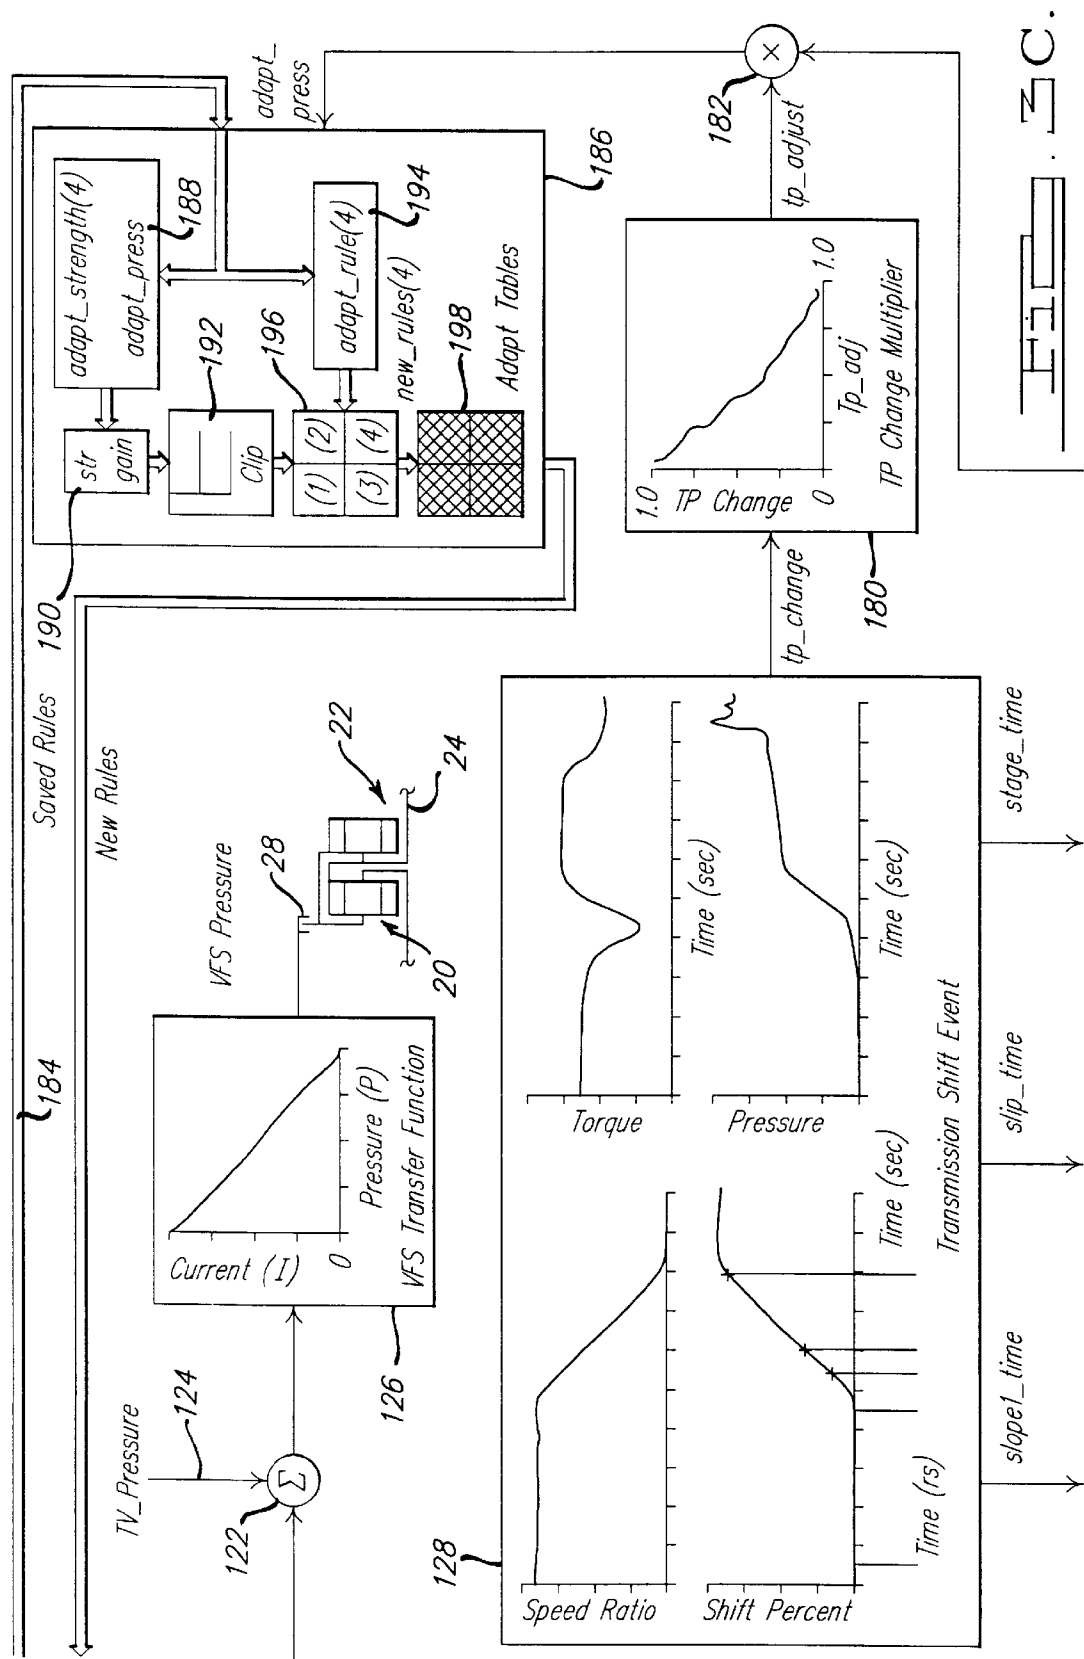 184
Saved Rules
New Rules
190
str
gain
adapt_strength(4)
adapt_press
188
192
Clip
196
(1)
(2)
(3)
(4)
adapt_rule(4)
194
new_rules(4)
198
Adapt Tables
186
adapt_
press
TV_Pressure
124
122
Σ
126
Current (I)
0
Pressure (P)
VFS Transfer Function
VFS Pressure
28
22
20
24
128
Speed Ratio
Shift Percent
Time (rs)
Time (sec)
Torque
Time (sec)
Pressure
Time (sec)
Transmission Shift Event
slope1_time
slip_time
stage_time
tp_change
180
1.0
TP Change
0
Tp_adj
1.0
TP Change Multiplier
tp_adjust
182
×
FIG. 3C.